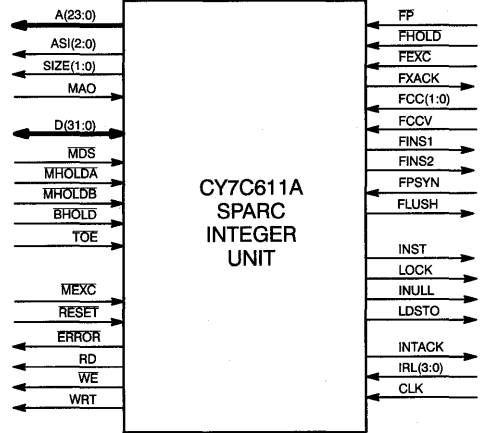 A(23:0)
ASI(2:0)
SIZE(1:0)
MAO
D(31:0)
MDS
MHOLDA
MHOLDB
BHOLD
TOE
MEXC
RESET
ERROR
RD
WE
WRT
CY7C611A
SPARC
INTEGER
UNIT
FP
FHOLD
FEXC
FXACK
FCC(1:0)
FCCV
FINS1
FINS2
FPSYN
FLUSH
INST
LOCK
INULL
LDSTO
INTACK
IRL(3:0)
CLK